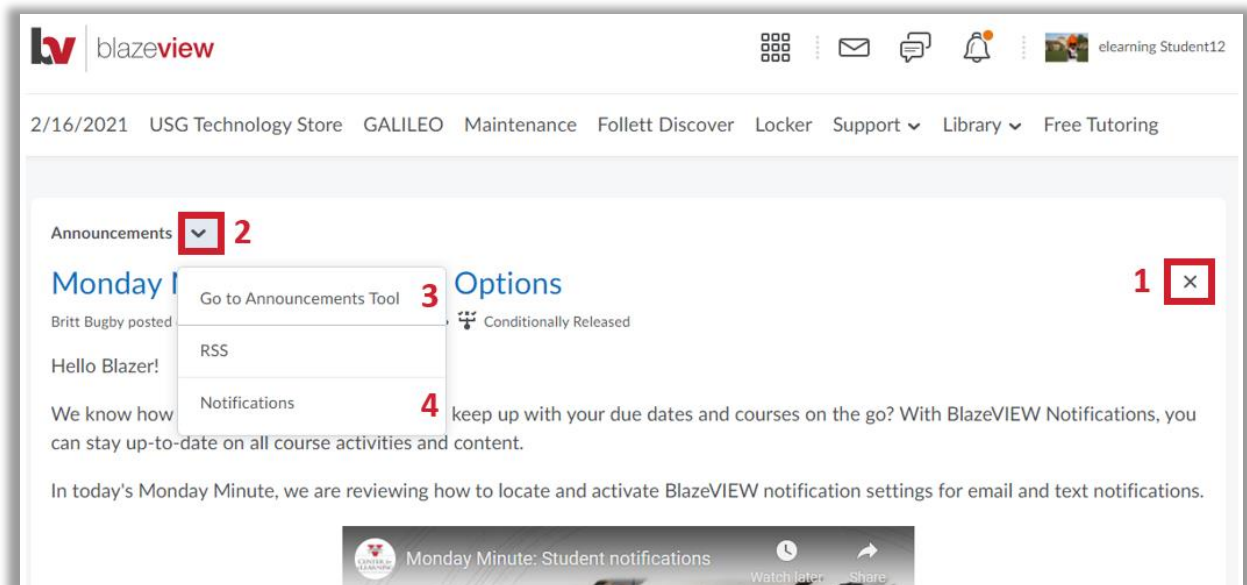 bv blazeview elearning Student12
2/16/2021 USG Technology Store GALILEO Maintenance Follett Discover Locker Support Library Free Tutoring
Announcements 2
1
Monday Options
Go to Announcements Tool 3
Britt Bugby posted Conditionally Released
RSS
Hello Blazer!
Notifications 4
We know how keep up with your due dates and courses on the go? With BlazeVIEW Notifications, you
can stay up-to-date on all course activities and content.
In today's Monday Minute, we are reviewing how to locate and activate BlazeVIEW notification settings for email and text notifications.
Monday Minute: Student notifications
Watch later Share